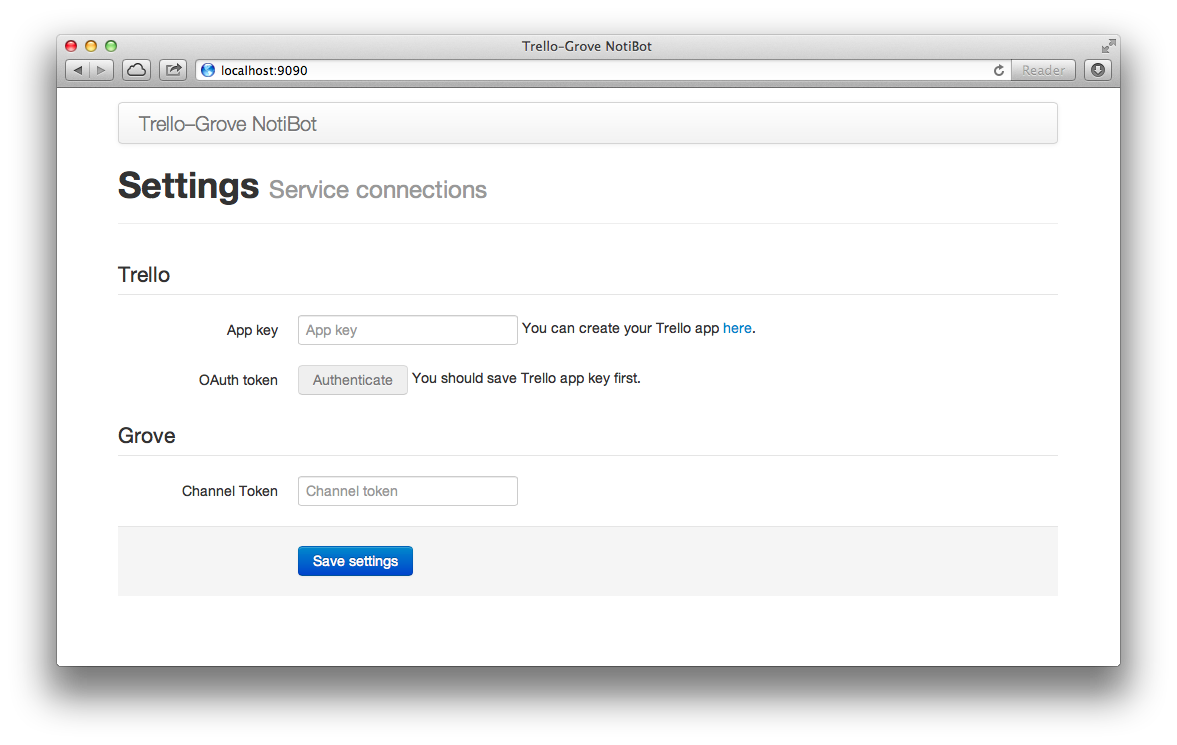 Trello-Grove NotiBot
localhost:9090
Reader
Trello–Grove NotiBot
Settings Service connections
Trello
App key App key You can create your Trello app here.
OAuth token Authenticate You should save Trello app key first.
Grove
Channel Token Channel token
Save settings